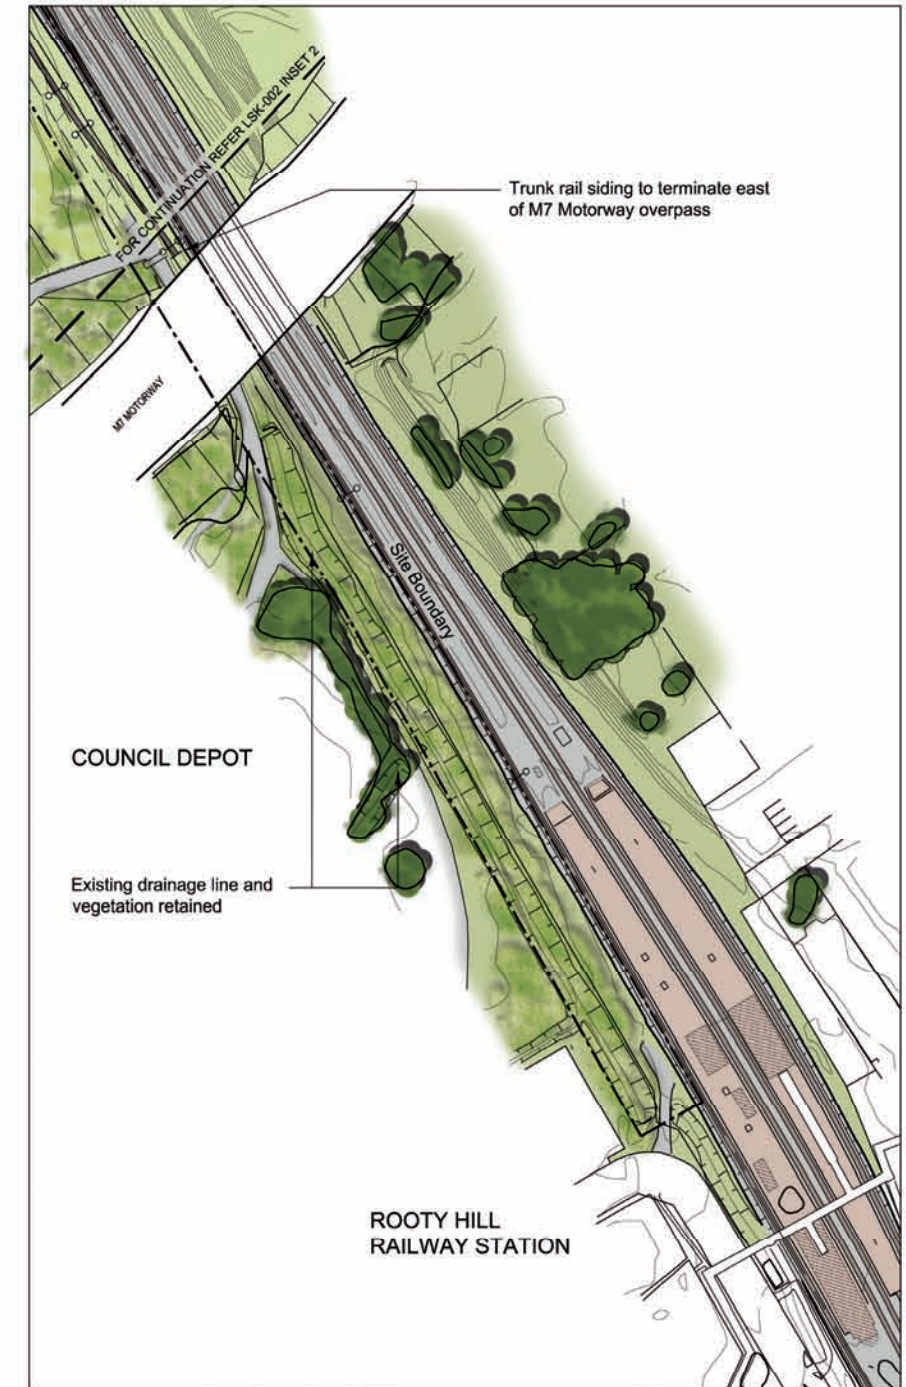 FOR CONTINUATION REFER LSK-002 INSET 2
Trunk rail siding to terminate east
of M7 Motorway overpass
M7 MOTORWAY
Site Boundary
COUNCIL DEPOT
Existing drainage line and
vegetation retained
ROOTY HILL
RAILWAY STATION